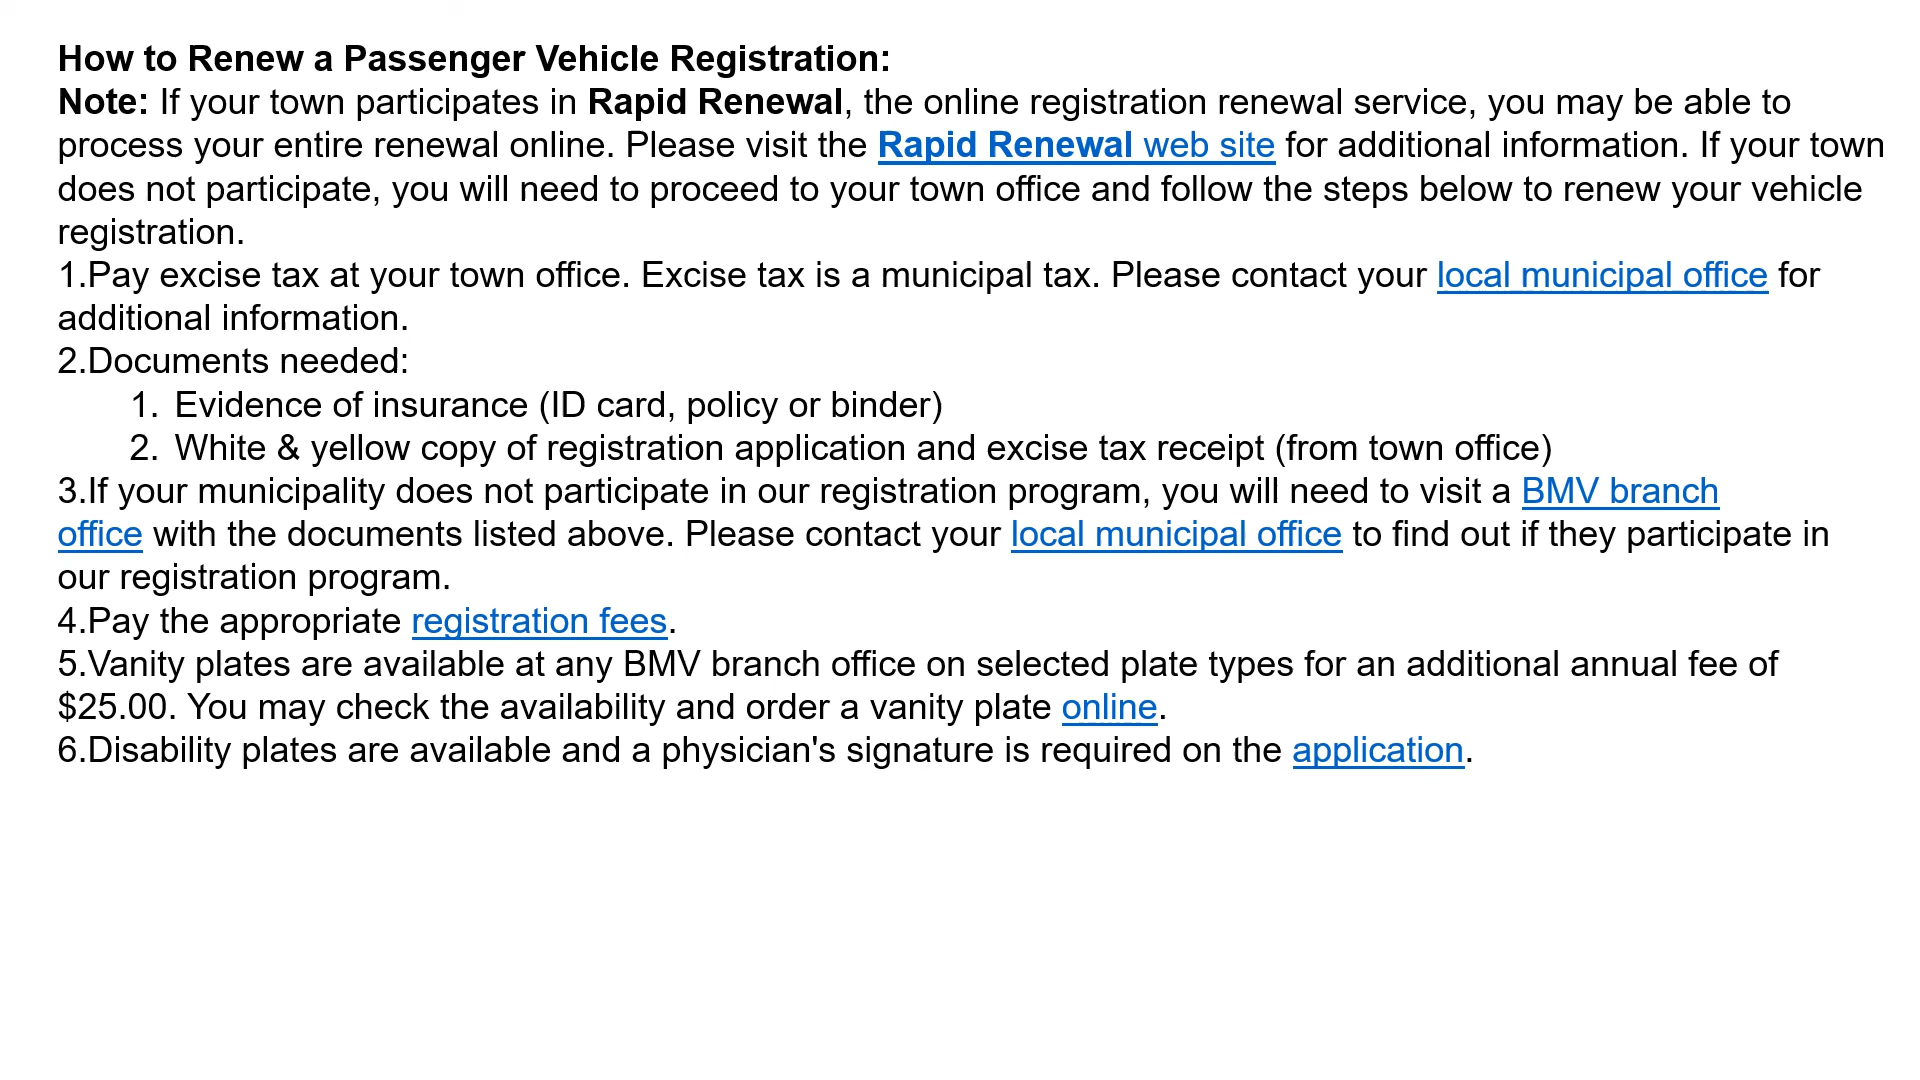 How to Renew a Passenger Vehicle Registration:
Note: If your town participates in Rapid Renewal, the online registration renewal service, you may be able to
process your entire renewal online. Please visit the Rapid Renewal web site for additional information. If your town
does not participate, you will need to proceed to your town office and follow the steps below to renew your vehicle
registration.
1.Pay excise tax at your town office. Excise tax is a municipal tax. Please contact your local municipal office for
additional information.
2.Documents needed:
1. Evidence of insurance (ID card, policy or binder)
2. White & yellow copy of registration application and excise tax receipt (from town office)
3.If your municipality does not participate in our registration program, you will need to visit a BMV branch
office with the documents listed above. Please contact your local municipal office to find out if they participate in
our registration program.
4.Pay the appropriate registration fees.
5.Vanity plates are available at any BMV branch office on selected plate types for an additional annual fee of
$25.00. You may check the availability and order a vanity plate online.
6.Disability plates are available and a physician's signature is required on the application.